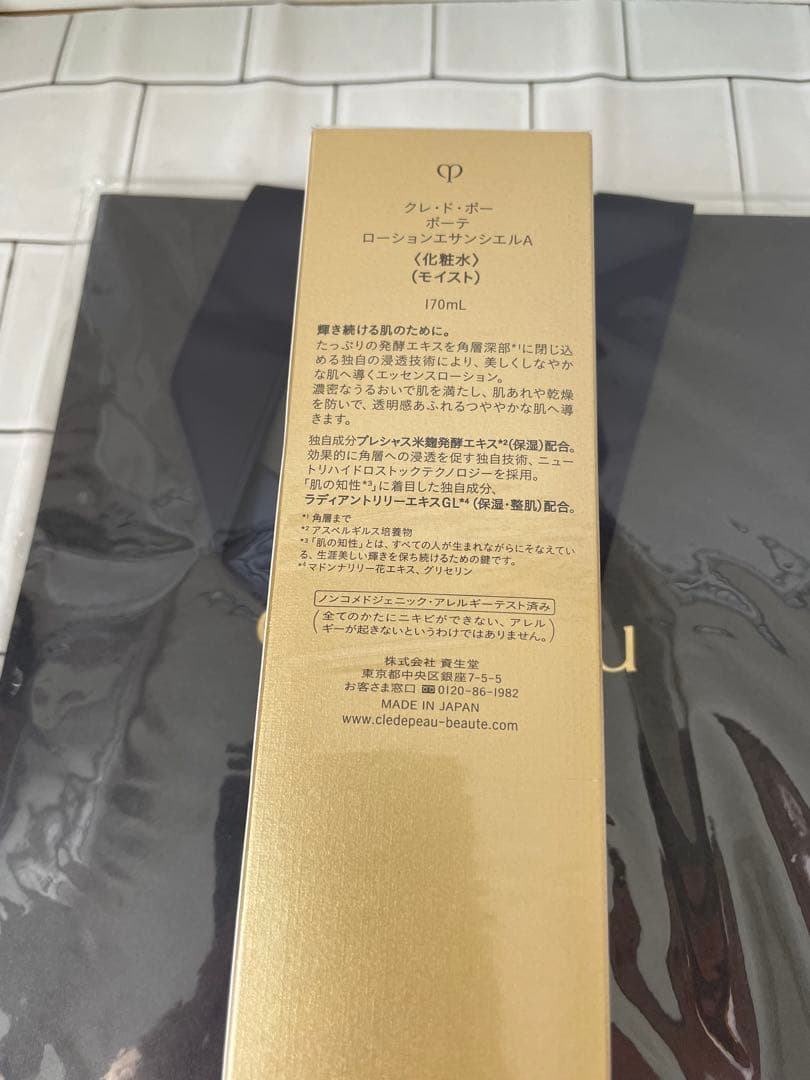 クレ・ド・ポー
ボーテ
ローションエサンシエルA
〈化粧水〉
(モイスト)
170mL
輝き続ける肌のために。
たっぷりの発酵エキスを角層深部*1に閉じ込
める独自の浸透技術により、美しくしなやか
な肌へ導くエッセンスローション。
濃密なうるおいで肌を満たし、肌あれや乾燥
を防いで、透明感あふれるつややかな肌へ導
きます。
独自成分プレシャス米麹発酵エキス*2(保湿)配合。
効果的に角層への浸透を促す独自技術、ニュー
トリハイドロストックテクノロジーを採用。
「肌の知性*3」に着目した独自成分、
ラディアントリリーエキスGL*4(保湿・整肌)配合。
*1 角層まで
*2 アスペルギルス培養物
*3「肌の知性」とは、すべての人が生まれながらにそなえてい
る、生涯美しい輝きを保ち続けるための鍵です。
*4 マドンナリリー花エキス、グリセリン
ノンコメドジェニック・アレルギーテスト済み
(全てのかたにニキビができない、アレル
ギーが起きないというわけではありません。)
株式会社 資生堂
東京都中央区銀座7-5-5
お客さま窓口 0120-86-1982
MADE IN JAPAN
www.cledepeau-beaute.com
u